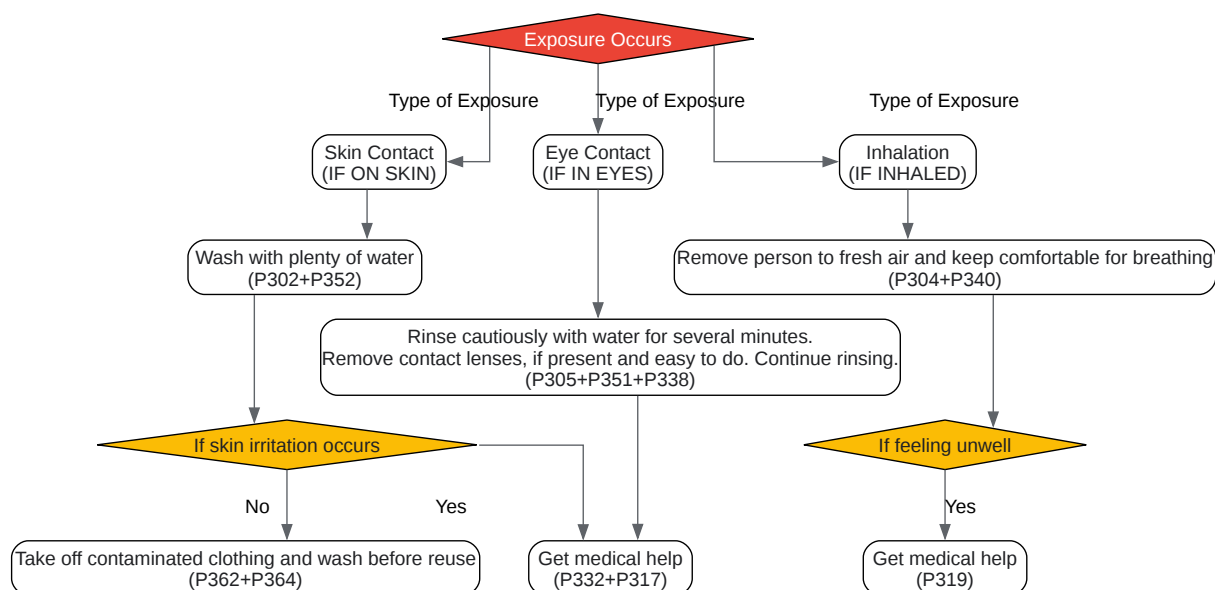 Exposure Occurs
Type of Exposure
Type of Exposure
Type of Exposure
Skin Contact
(IF ON SKIN)
Eye Contact
(IF IN EYES)
Inhalation
(IF INHALED)
Wash with plenty of water
(P302+P352)
Remove person to fresh air and keep comfortable for breathing
(P304+P340)
Rinse cautiously with water for several minutes.
Remove contact lenses, if present and easy to do. Continue rinsing.
(P305+P351+P338)
If skin irritation occurs
If feeling unwell
No
Yes
Yes
Take off contaminated clothing and wash before reuse
(P362+P364)
Get medical help
(P332+P317)
Get medical help
(P319)